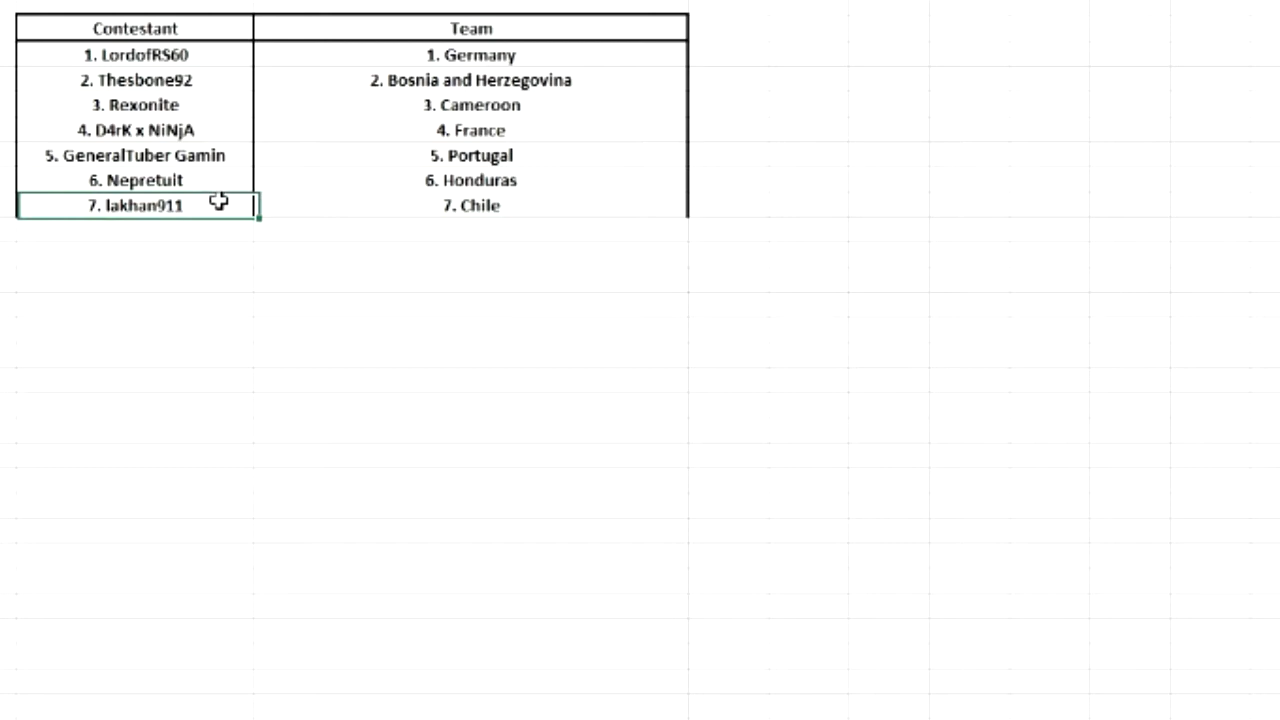 Contestant Team
1. LordofRS60 1. Germany
2. Thesbone92 2. Bosnia and Herzegovina
3. Rexonite 3. Cameroon
4. D4rK x NiNjA 4. France
5. GeneralTuber Gamin 5. Portugal
6. Nepretuit 6. Honduras
7. lakhan911 7. Chile